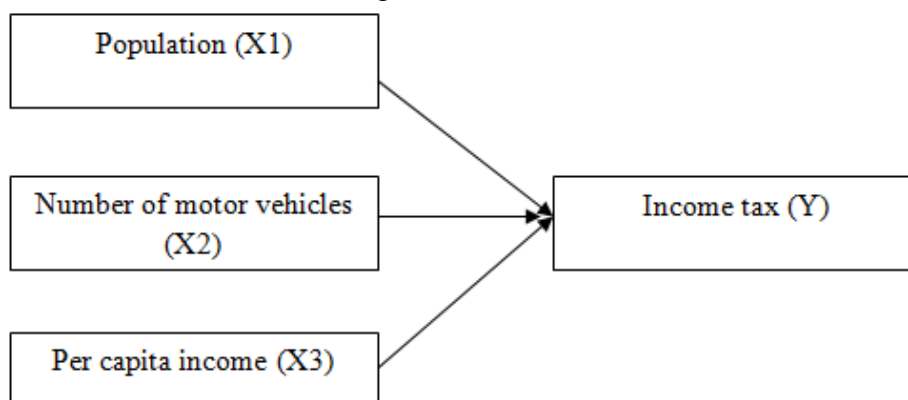 Population (X1)
Number of motor vehicles
(X2)
Income tax (Y)
Per capita income (X3)